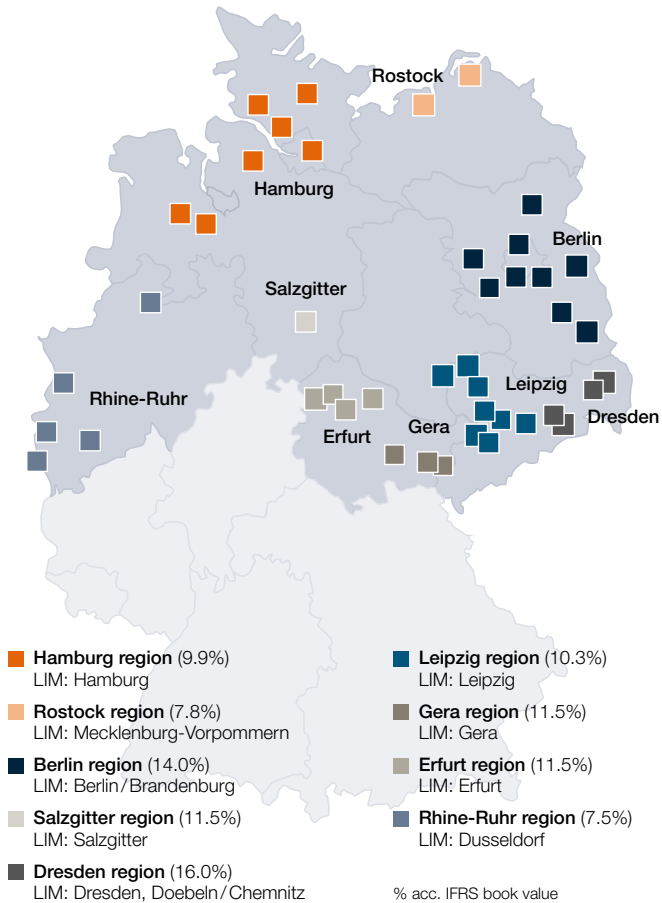 Rostock
Hamburg
Berlin
Salzgitter
Leipzig
Rhine-Ruhr
Dresden
Gera
Erfurt
Hamburg region (9.9%)
LIM: Hamburg
Rostock region (7.8%)
LIM: Mecklenburg-Vorpommern
Berlin region (14.0%)
LIM: Berlin/Brandenburg
Salzgitter region (11.5%)
LIM: Salzgitter
Dresden region (16.0%)
LIM: Dresden, Doebeln/Chemnitz
Leipzig region (10.3%)
LIM: Leipzig
Gera region (11.5%)
LIM: Gera
Erfurt region (11.5%)
LIM: Erfurt
Rhine-Ruhr region (7.5%)
LIM: Dusseldorf
% acc. IFRS book value